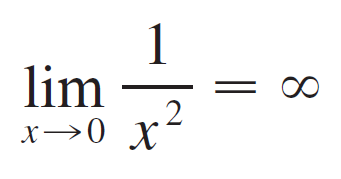 lim x→0 1/x² = ∞